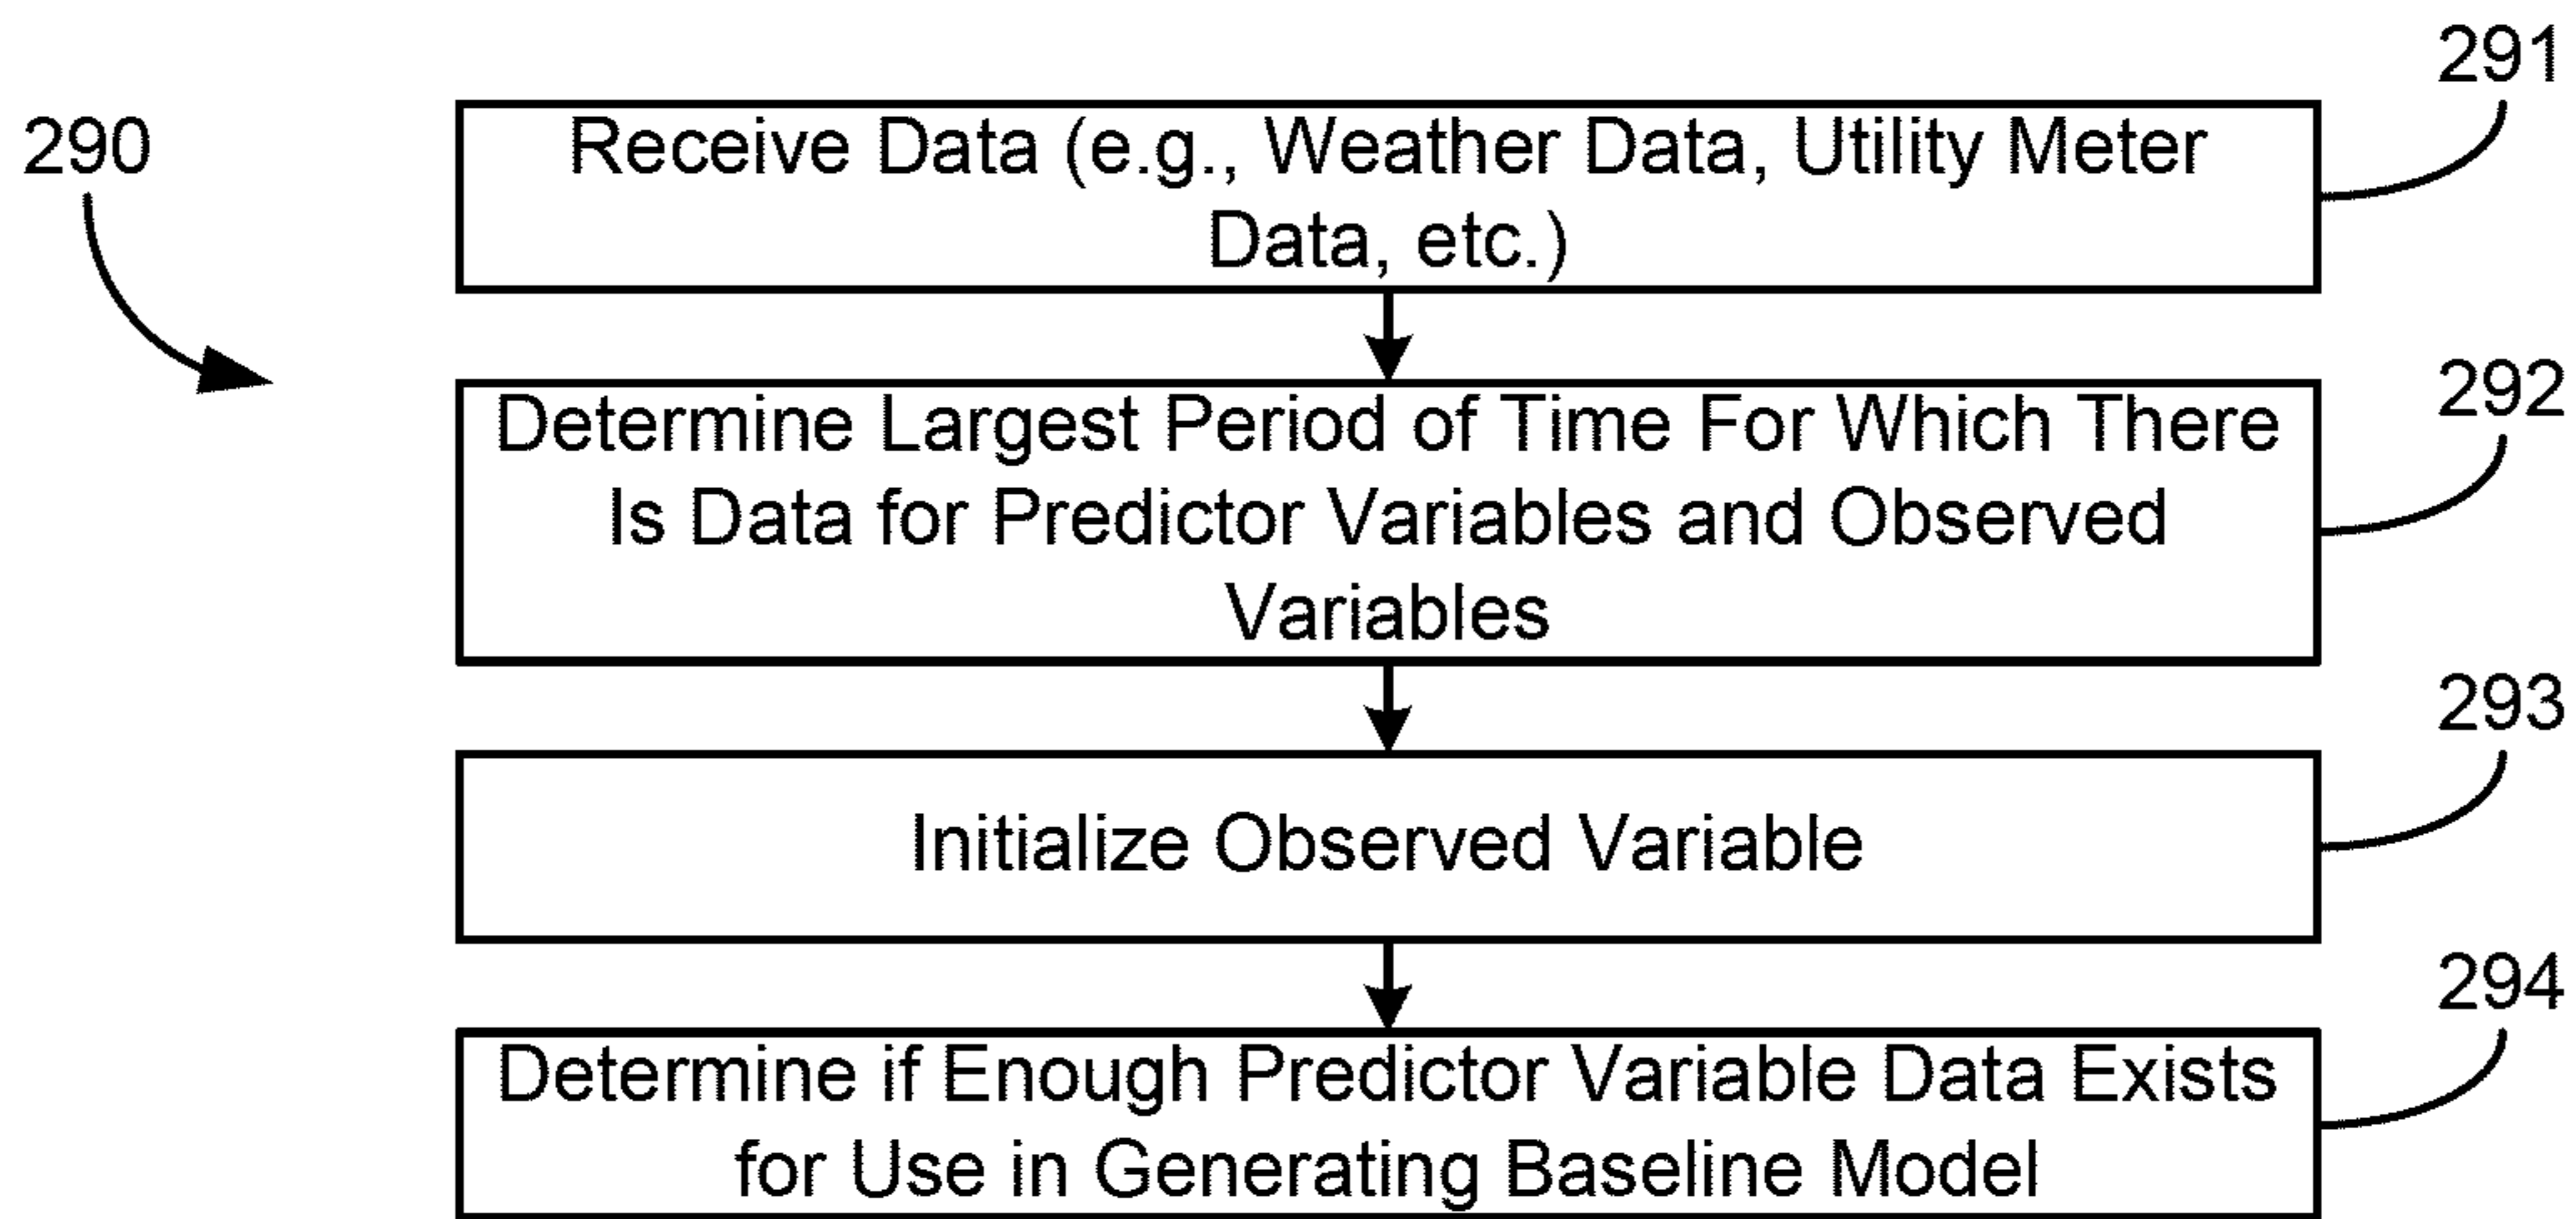 291
290
Receive Data (e.g., Weather Data, Utility Meter
Data, etc.)
292
Determine Largest Period of Time For Which There
Is Data for Predictor Variables and Observed
Variables
293
Initialize Observed Variable
294
Determine if Enough Predictor Variable Data Exists
for Use in Generating Baseline Model